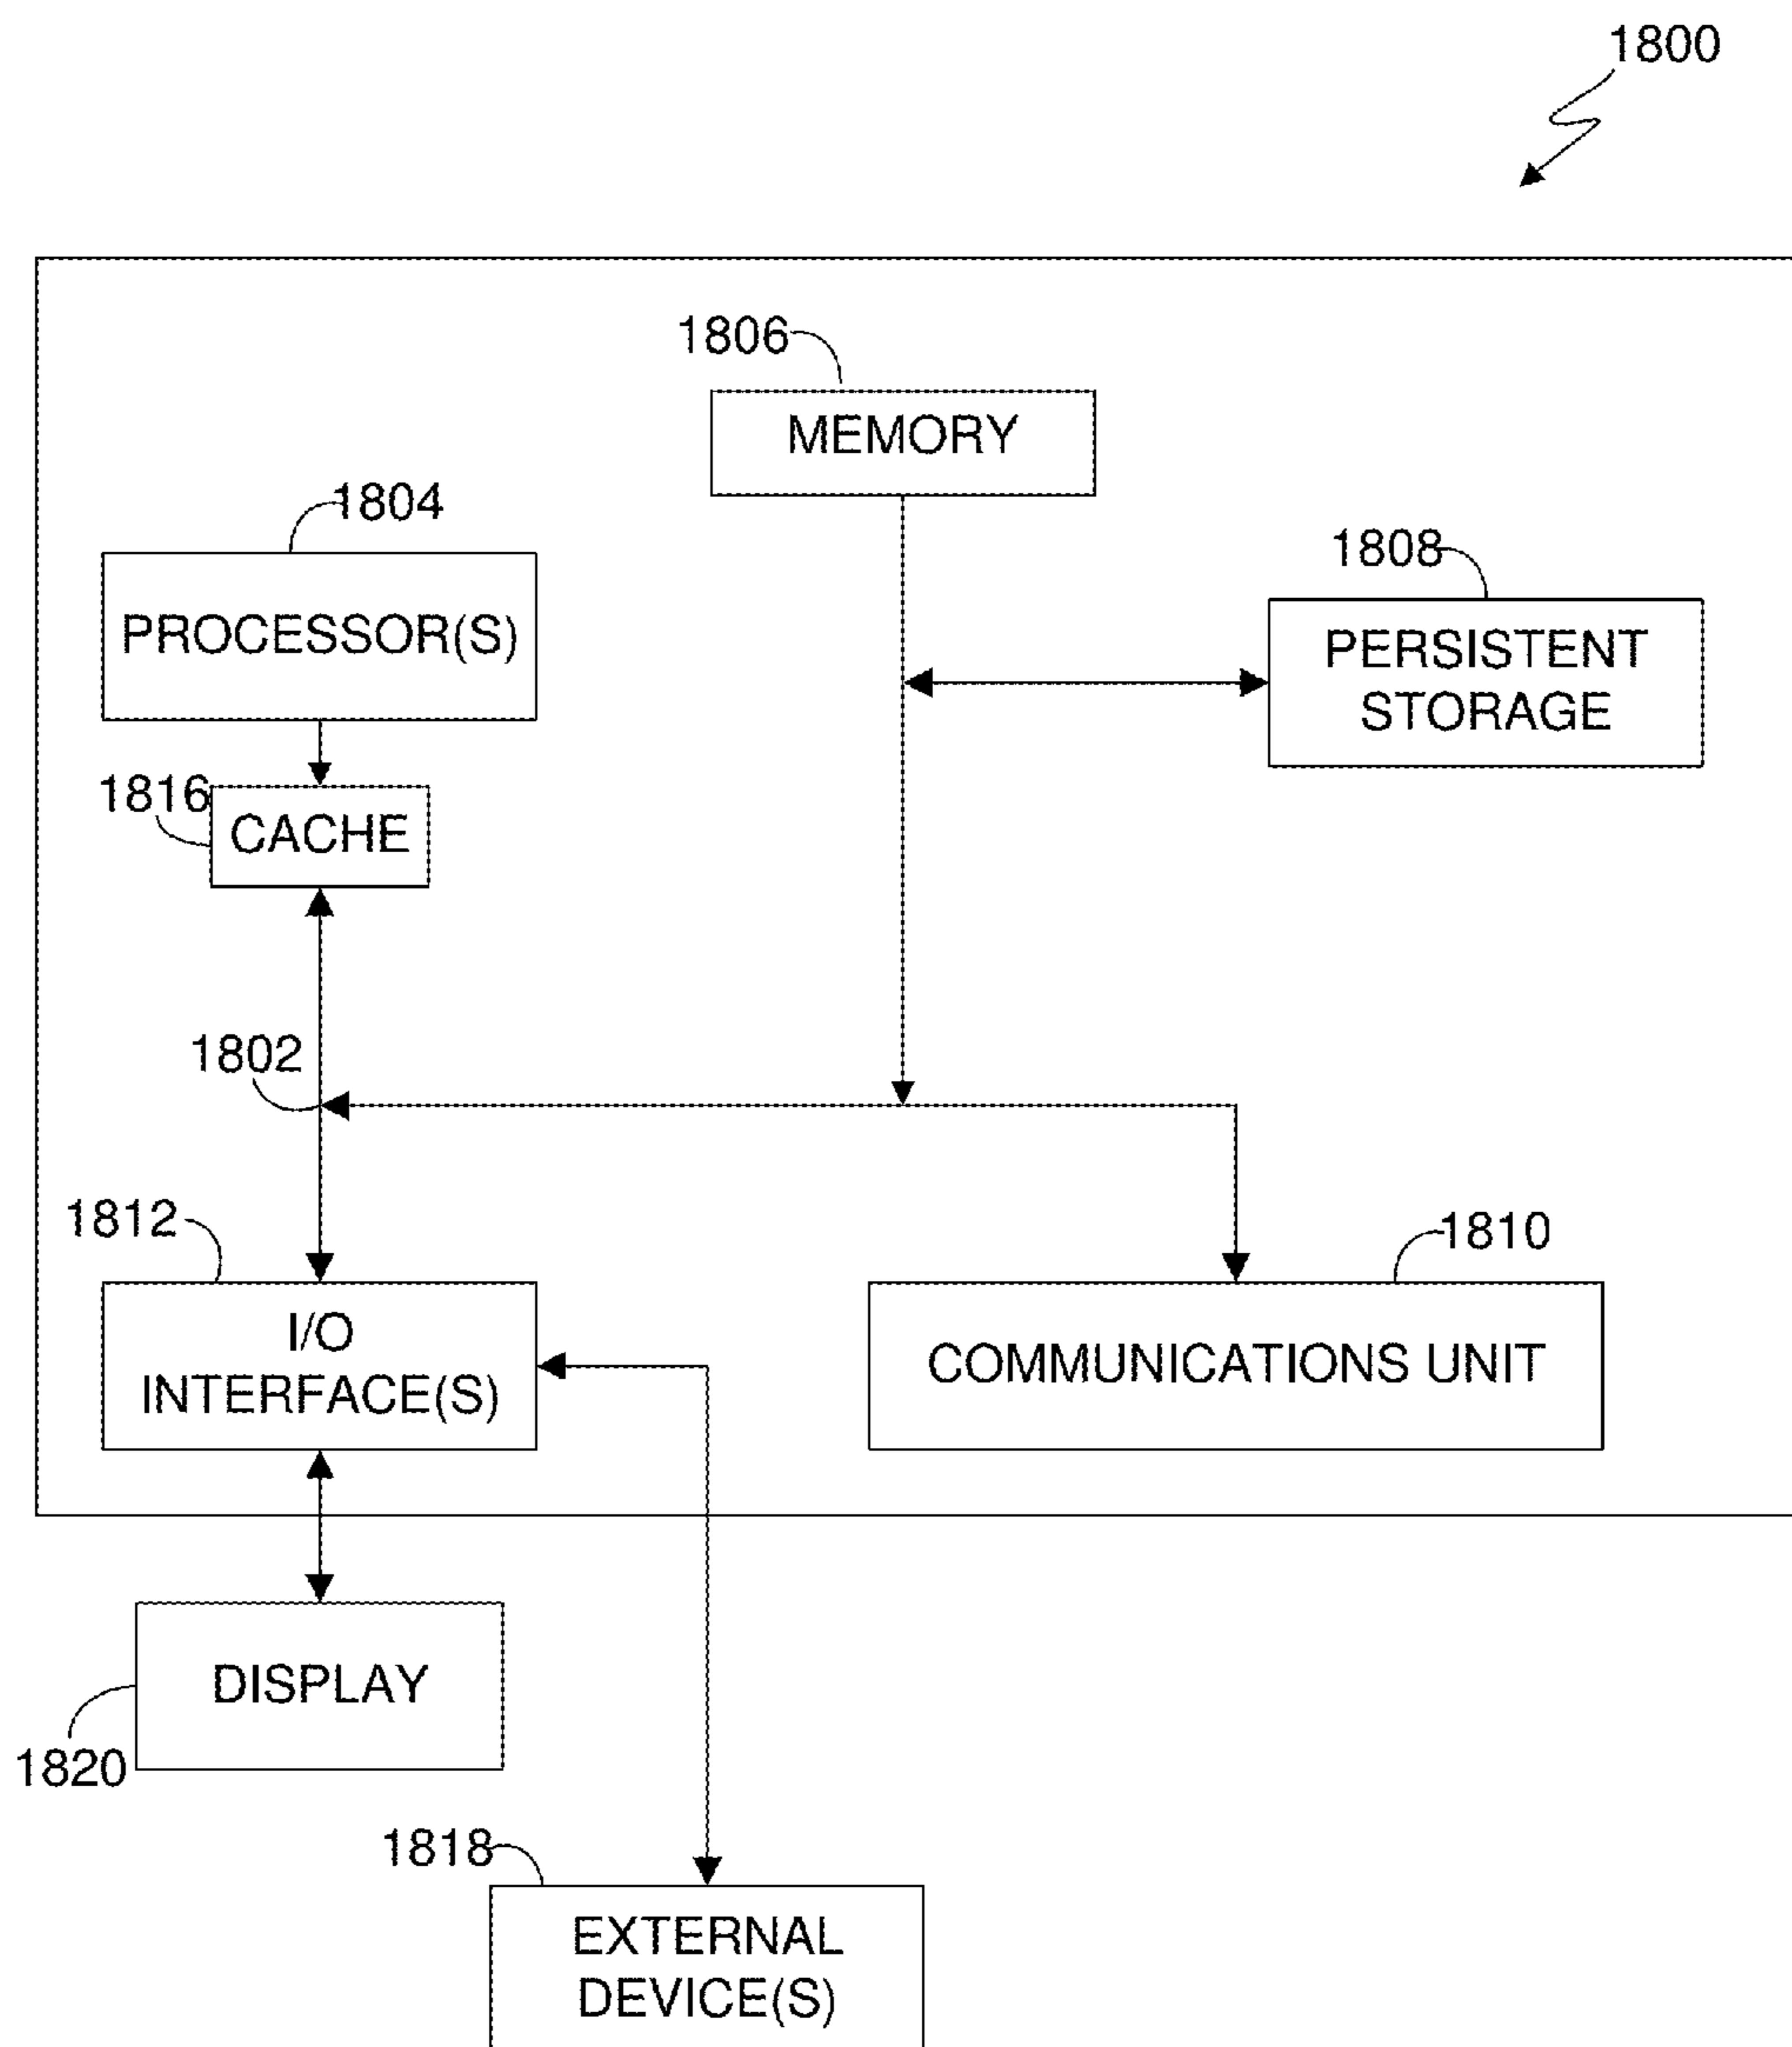 1800
1806
MEMORY
1804
PROCESSOR(S)
1808
PERSISTENT
STORAGE
1816
CACHE
1802
1812
I/O
INTERFACE(S)
1810
COMMUNICATIONS UNIT
DISPLAY
1820
1818
EXTERNAL
DEVICE(S)